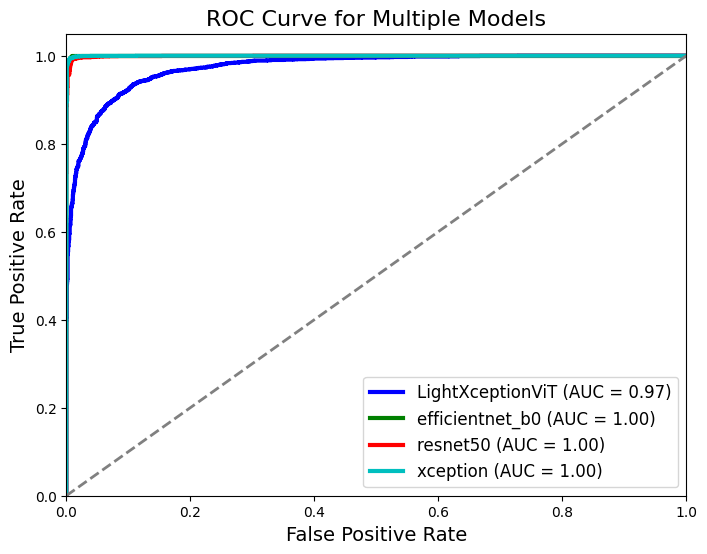 ROC Curve for Multiple Models
True Positive Rate
1.0
0.8
0.6
0.4
0.2
0.0
0.0 0.2 0.4 0.6 0.8 1.0
False Positive Rate
LightXceptionViT (AUC = 0.97)
efficientnet_b0 (AUC = 1.00)
resnet50 (AUC = 1.00)
xception (AUC = 1.00)